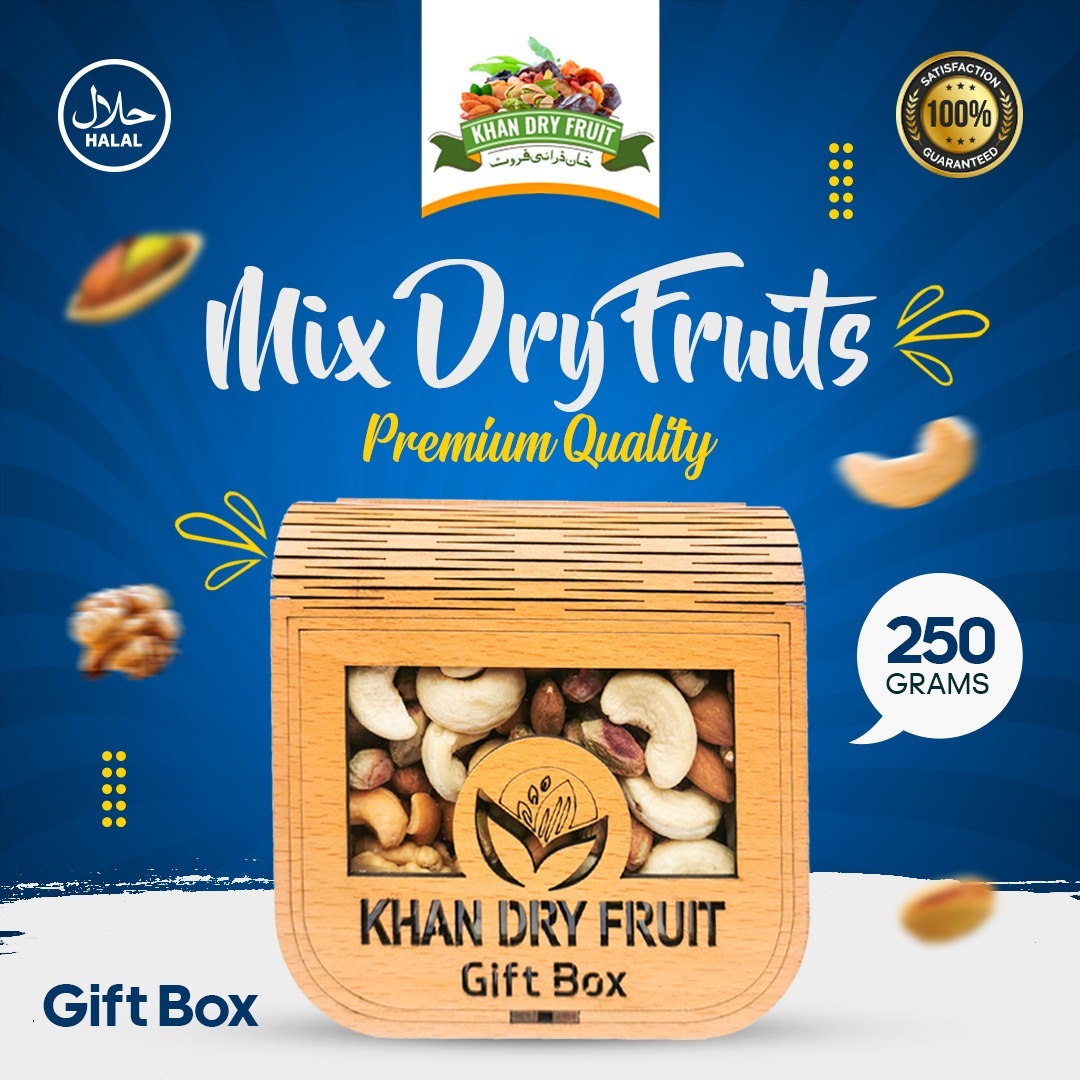 حلال
HALAL
KHAN DRY FRUIT
خان ڈرائی فروٹ
SATISFACTION
100%
GUARANTEED
Mix Dry Fruits
Premium Quality
250
GRAMS
KHAN DRY FRUIT
Gift Box
Gift Box